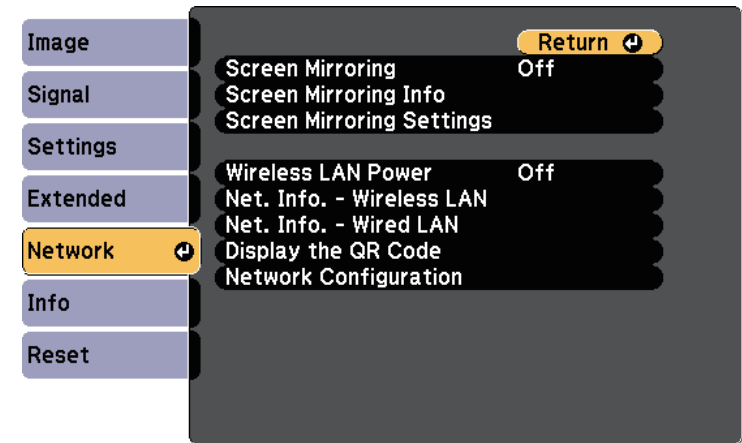 Image
Signal
Settings
Extended
Network
Info
Reset
Return
Screen Mirroring Off
Screen Mirroring Info
Screen Mirroring Settings
Wireless LAN Power Off
Net. Info. - Wireless LAN
Net. Info. - Wired LAN
Display the QR Code
Network Configuration